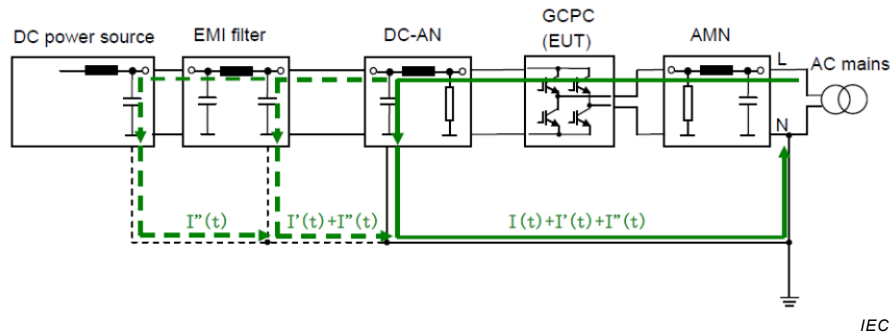 DC power source
EMI filter
DC-AN
GCPC
(EUT)
AMN
L
AC mains
N
I"(t)
I'(t)+I"(t)
I(t)+I'(t)+I"(t)
IEC